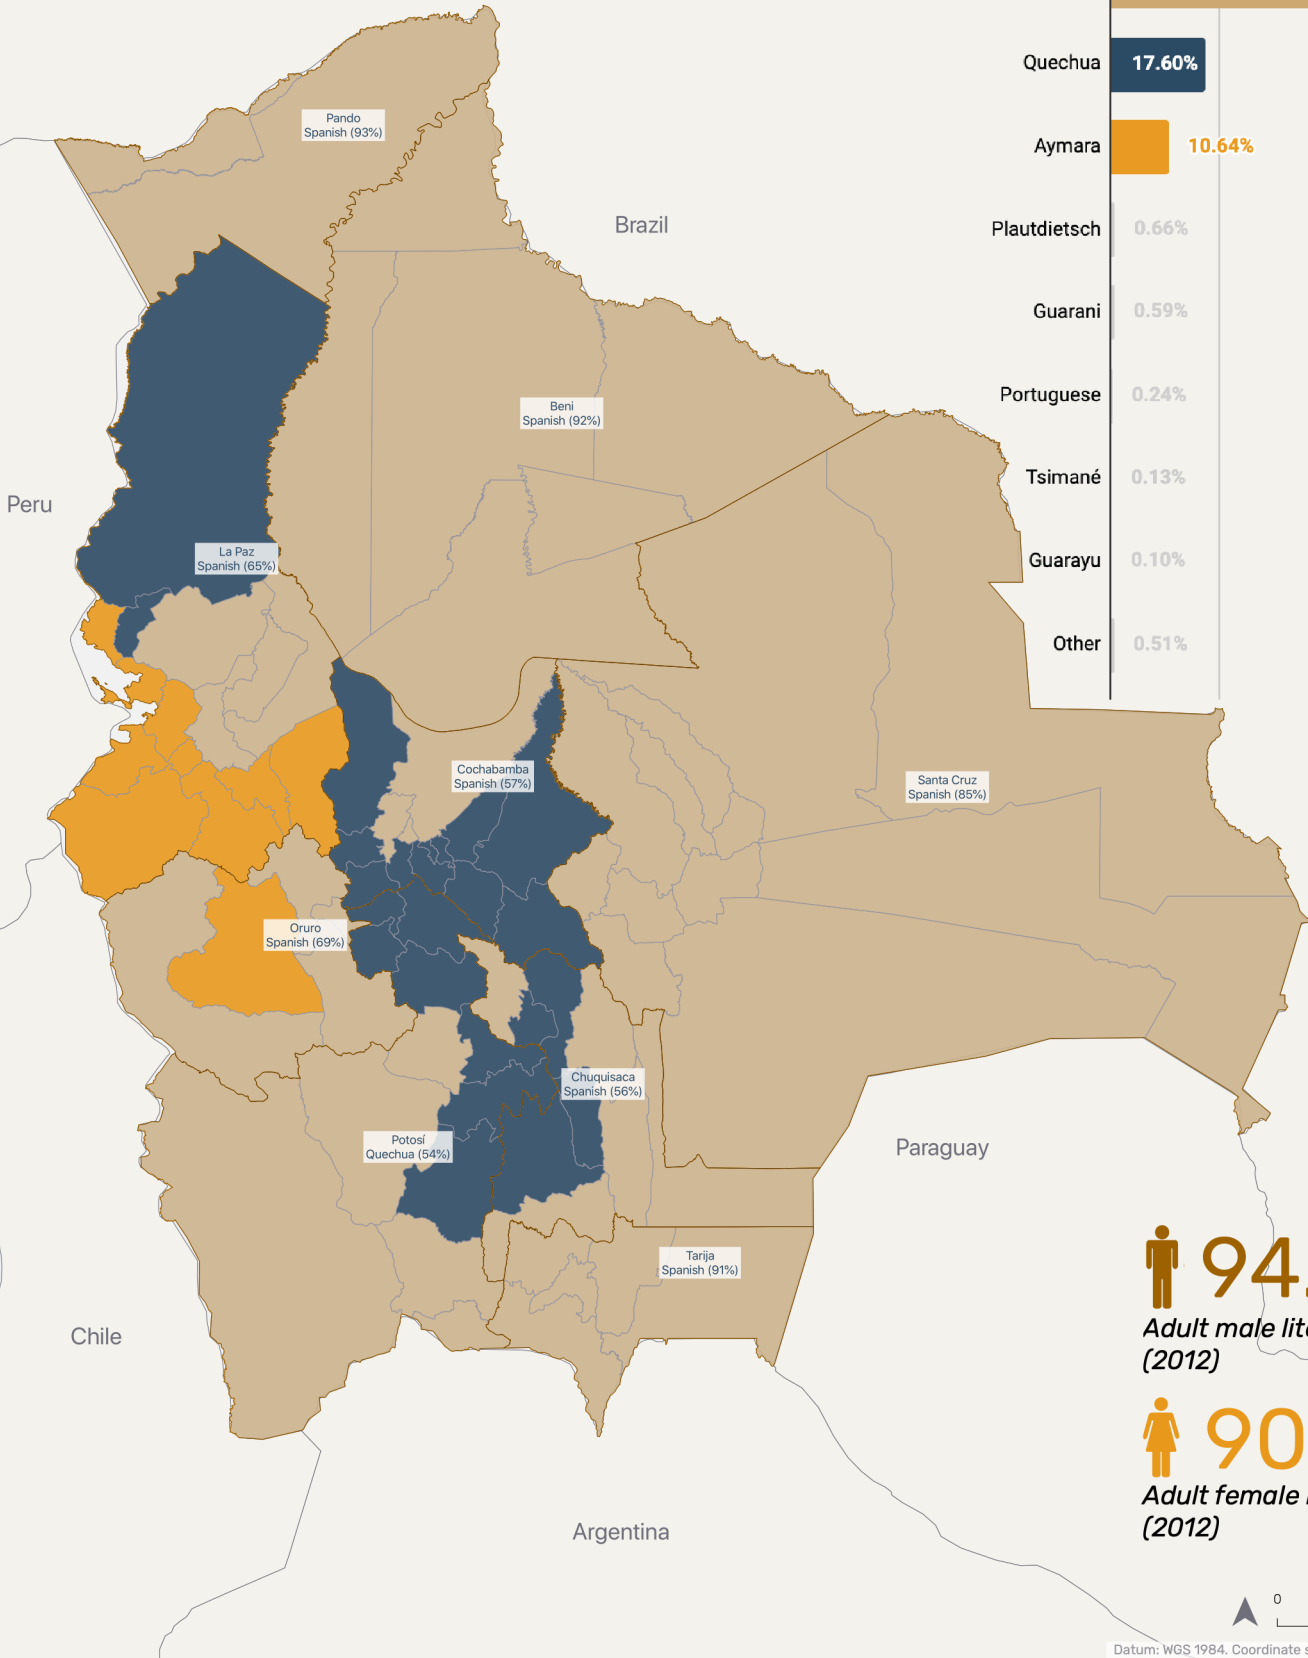 Quechua
17.60%
Aymara
10.64%
Plautdietsch
0.66%
Guarani
0.59%
Portuguese
0.24%
Tsimané
0.13%
Guarayu
0.10%
Other
0.51%
Pando
Spanish (93%)
Brazil
Beni
Spanish (92%)
Peru
La Paz
Spanish (65%)
Cochabamba
Spanish (57%)
Santa Cruz
Spanish (85%)
Oruro
Spanish (69%)
Chuquisaca
Spanish (56%)
Potosí
Quechua (54%)
Paraguay
Tarija
Spanish (91%)
Chile
Argentina
94.
Adult male lite
(2012)
90
Adult female
(2012)
0
Datum: WGS 1984. Coordinate s